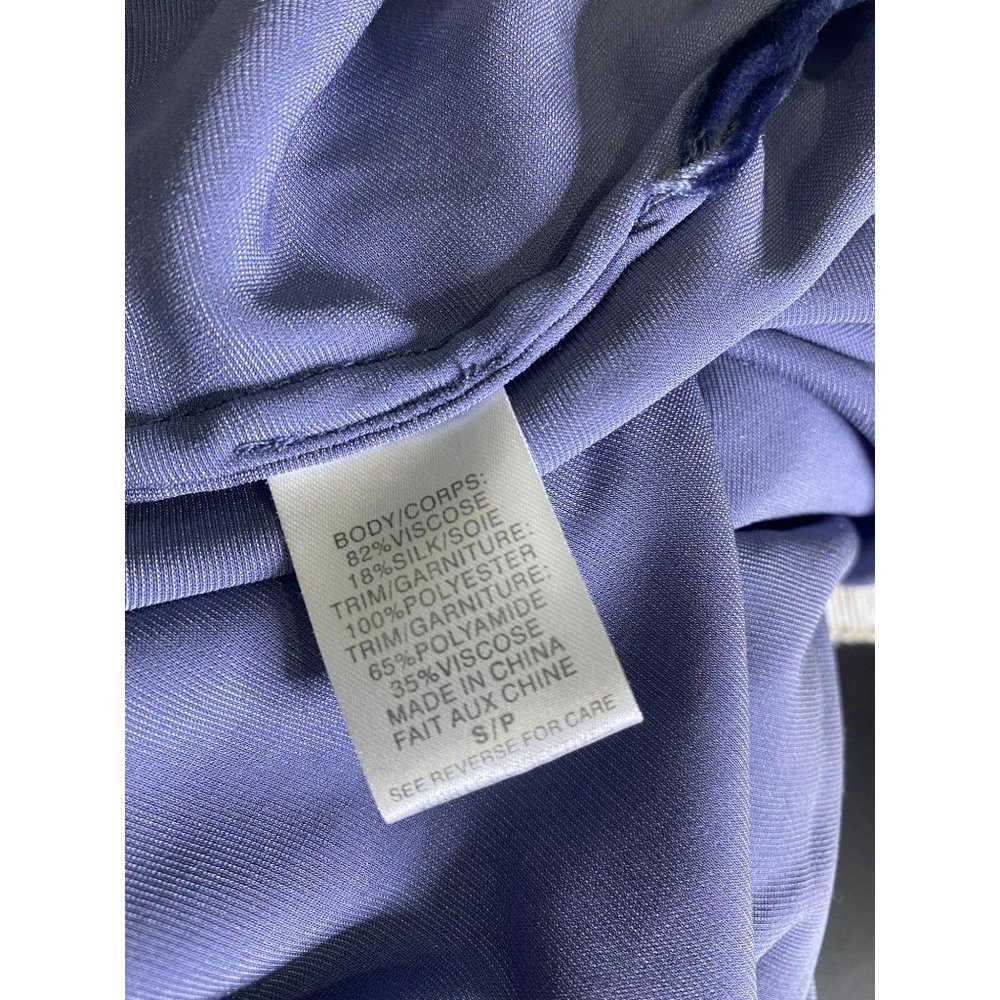 BODY/CORPS:
82%VISCOSE
18%SILK/SOIE
TRIM/GARNITURE:
100%POLYESTER
TRIM/GARNITURE:
65%POLYAMIDE
35%VISCOSE
MADE IN CHINA
FAIT AUX CHINE
S/P
SEE REVERSE FOR CARE